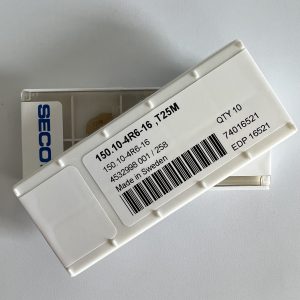 SECO
150.10-4R6-16 ,T25M
150.10-4R6-16
4532998 001 / 258
Made in Sweden
QTY 10
74016521
EDP 16521